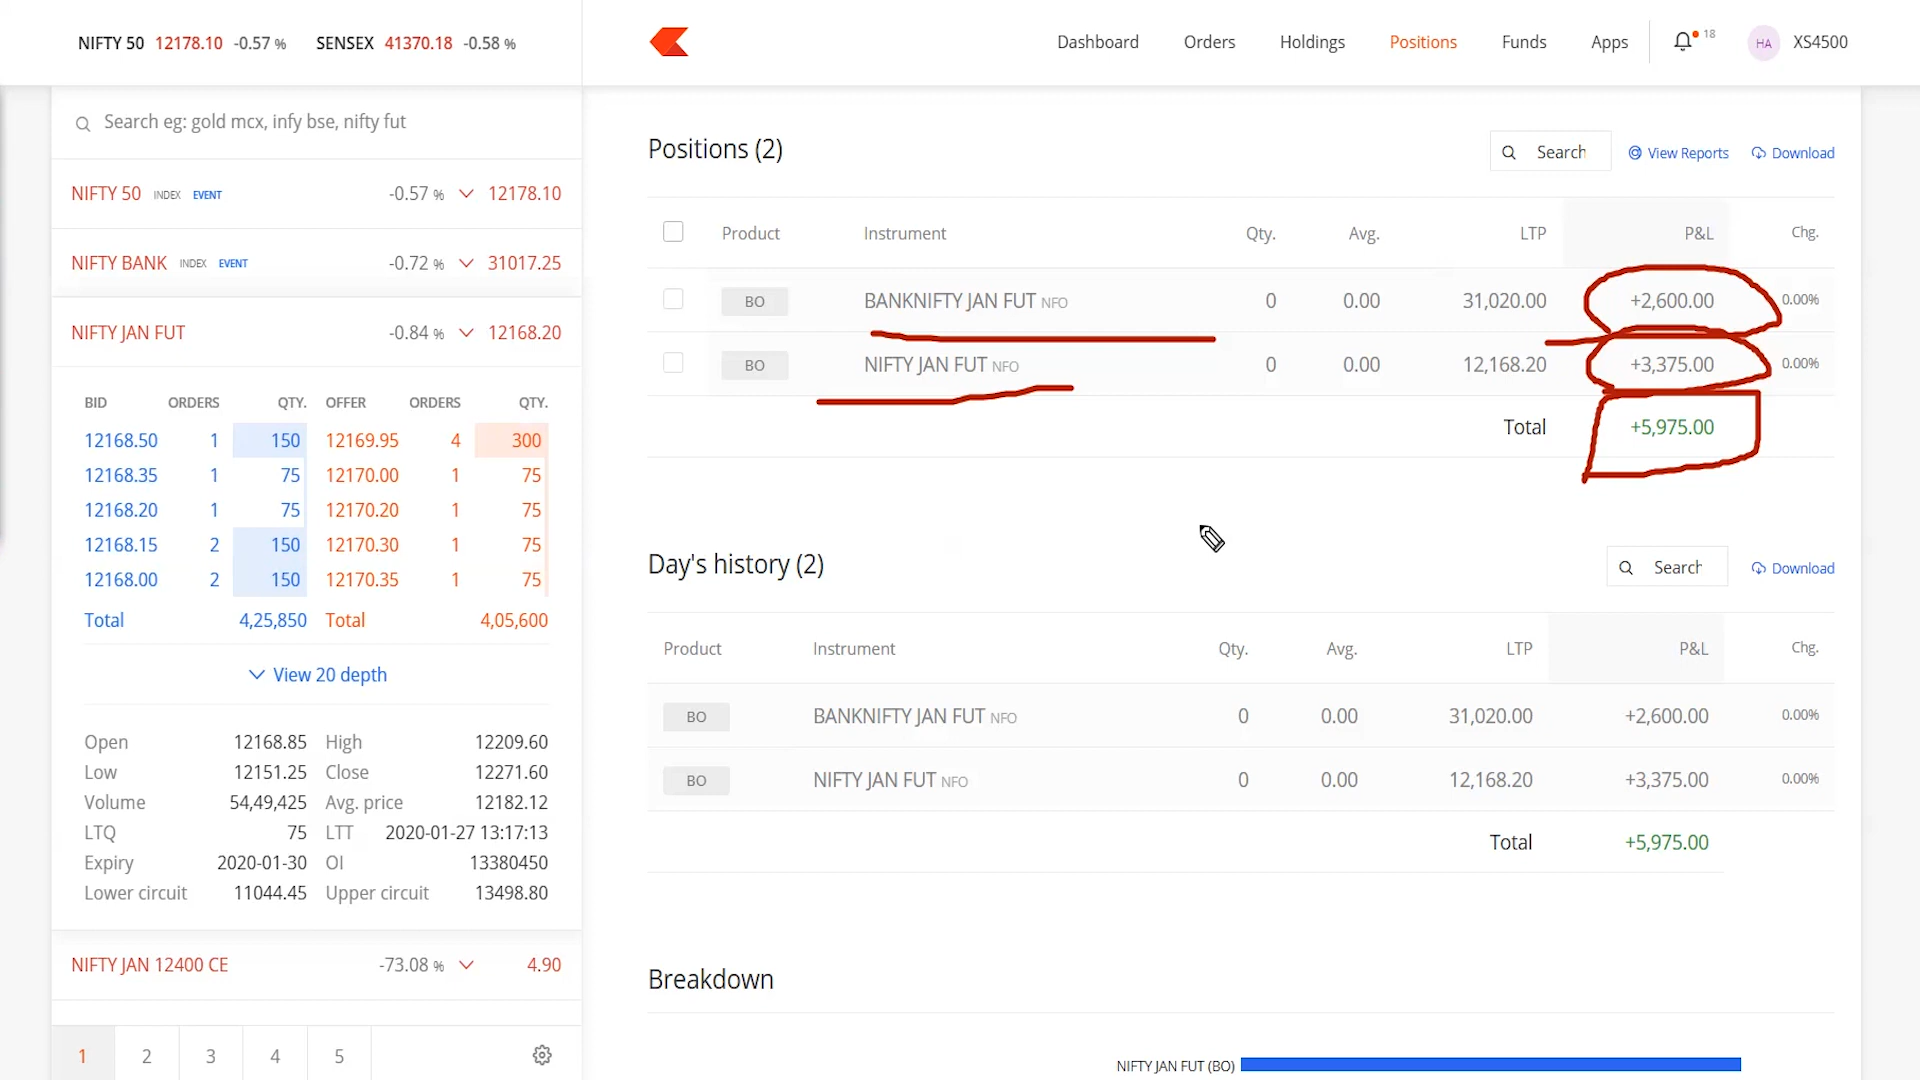 NIFTY 50 12178.10 -0.57 % SENSEX 41370.18 -0.58 %
Dashboard Orders Holdings Positions Funds Apps 18 HA XS4500
Search eg: gold mcx, infy bse, nifty fut
NIFTY 50 INDEX EVENT -0.57 % 12178.10
NIFTY BANK INDEX EVENT -0.72 % 31017.25
NIFTY JAN FUT -0.84 % 12168.20
BID ORDERS QTY. OFFER ORDERS QTY.
12168.50 1 150 12169.95 4 300
12168.35 1 75 12170.00 1 75
12168.20 1 75 12170.20 1 75
12168.15 2 150 12170.30 1 75
12168.00 2 150 12170.35 1 75
Total 4,25,850 Total 4,05,600
View 20 depth
Open 12168.85 High 12209.60
Low 12151.25 Close 12271.60
Volume 54,49,425 Avg. price 12182.12
LTQ 75 LTT 2020-01-27 13:17:13
Expiry 2020-01-30 OI 13380450
Lower circuit 11044.45 Upper circuit 13498.80
NIFTY JAN 12400 CE -73.08 % 4.90
1 2 3 4 5
Positions (2) Search View Reports Download
Product Instrument Qty. Avg. LTP P&L Chg.
BO BANKNIFTY JAN FUT NFO 0 0.00 31,020.00 +2,600.00 0.00%
BO NIFTY JAN FUT NFO 0 0.00 12,168.20 +3,375.00 0.00%
Total +5,975.00
Day's history (2) Search Download
Product Instrument Qty. Avg. LTP P&L Chg.
BO BANKNIFTY JAN FUT NFO 0 0.00 31,020.00 +2,600.00 0.00%
BO NIFTY JAN FUT NFO 0 0.00 12,168.20 +3,375.00 0.00%
Total +5,975.00
Breakdown
NIFTY JAN FUT (BO)